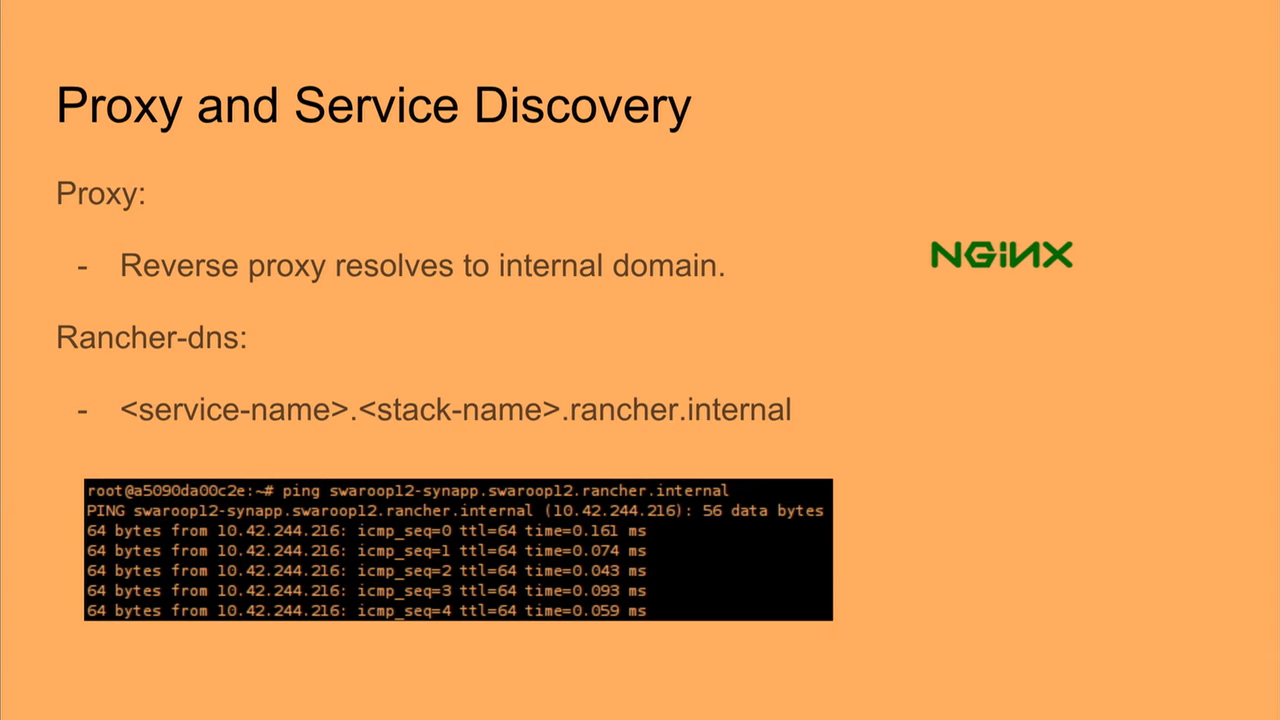 Proxy and Service Discovery
Proxy:
- Reverse proxy resolves to internal domain.
NGiNX
Rancher-dns:
- <service-name>.<stack-name>.rancher.internal
root@a5090da00c2e:~# ping swaroop12-synapp.swaroop12.rancher.internal
PING swaroop12-synapp.swaroop12.rancher.internal (10.42.244.216): 56 data bytes
64 bytes from 10.42.244.216: icmp_seq=0 ttl=64 time=0.161 ms
64 bytes from 10.42.244.216: icmp_seq=1 ttl=64 time=0.074 ms
64 bytes from 10.42.244.216: icmp_seq=2 ttl=64 time=0.043 ms
64 bytes from 10.42.244.216: icmp_seq=3 ttl=64 time=0.093 ms
64 bytes from 10.42.244.216: icmp_seq=4 ttl=64 time=0.059 ms